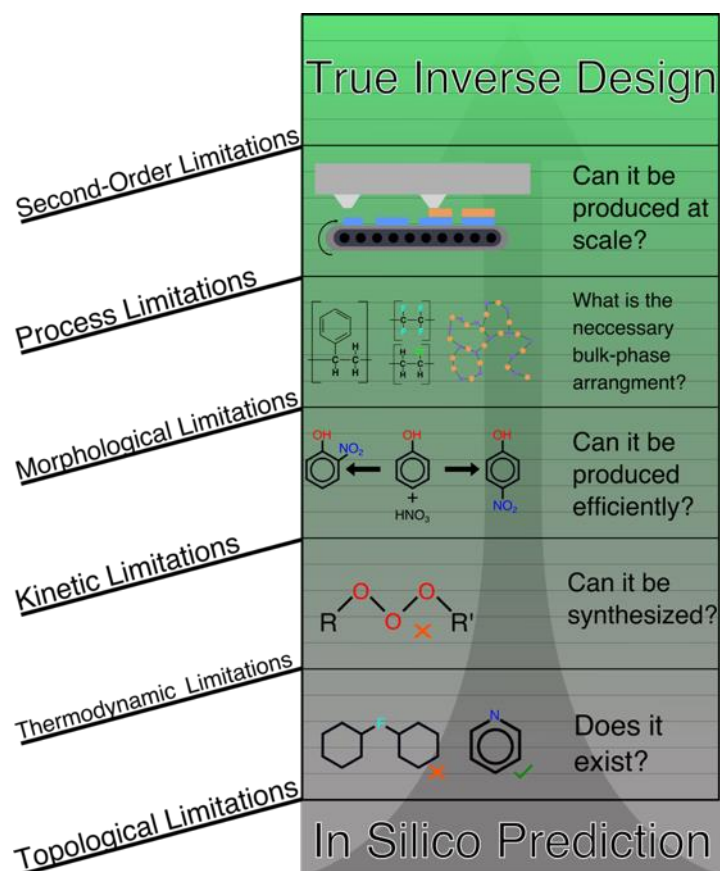 True Inverse Design
Second-Order Limitations
Can it be
produced at
scale?
Process Limitations
C C
H H
F F
C C
F F
H Cl
C C
H H
What is the
neccessary
bulk-phase
arrangment?
Morphological Limitations
OH
NO2
OH
+
HNO3
OH
NO2
Can it be
produced
efficiently?
Kinetic Limitations
R O O O R'
Can it be
synthesized?
Thermodynamic Limitations
F
N
Does it
exist?
Topological Limitations
In Silico Prediction